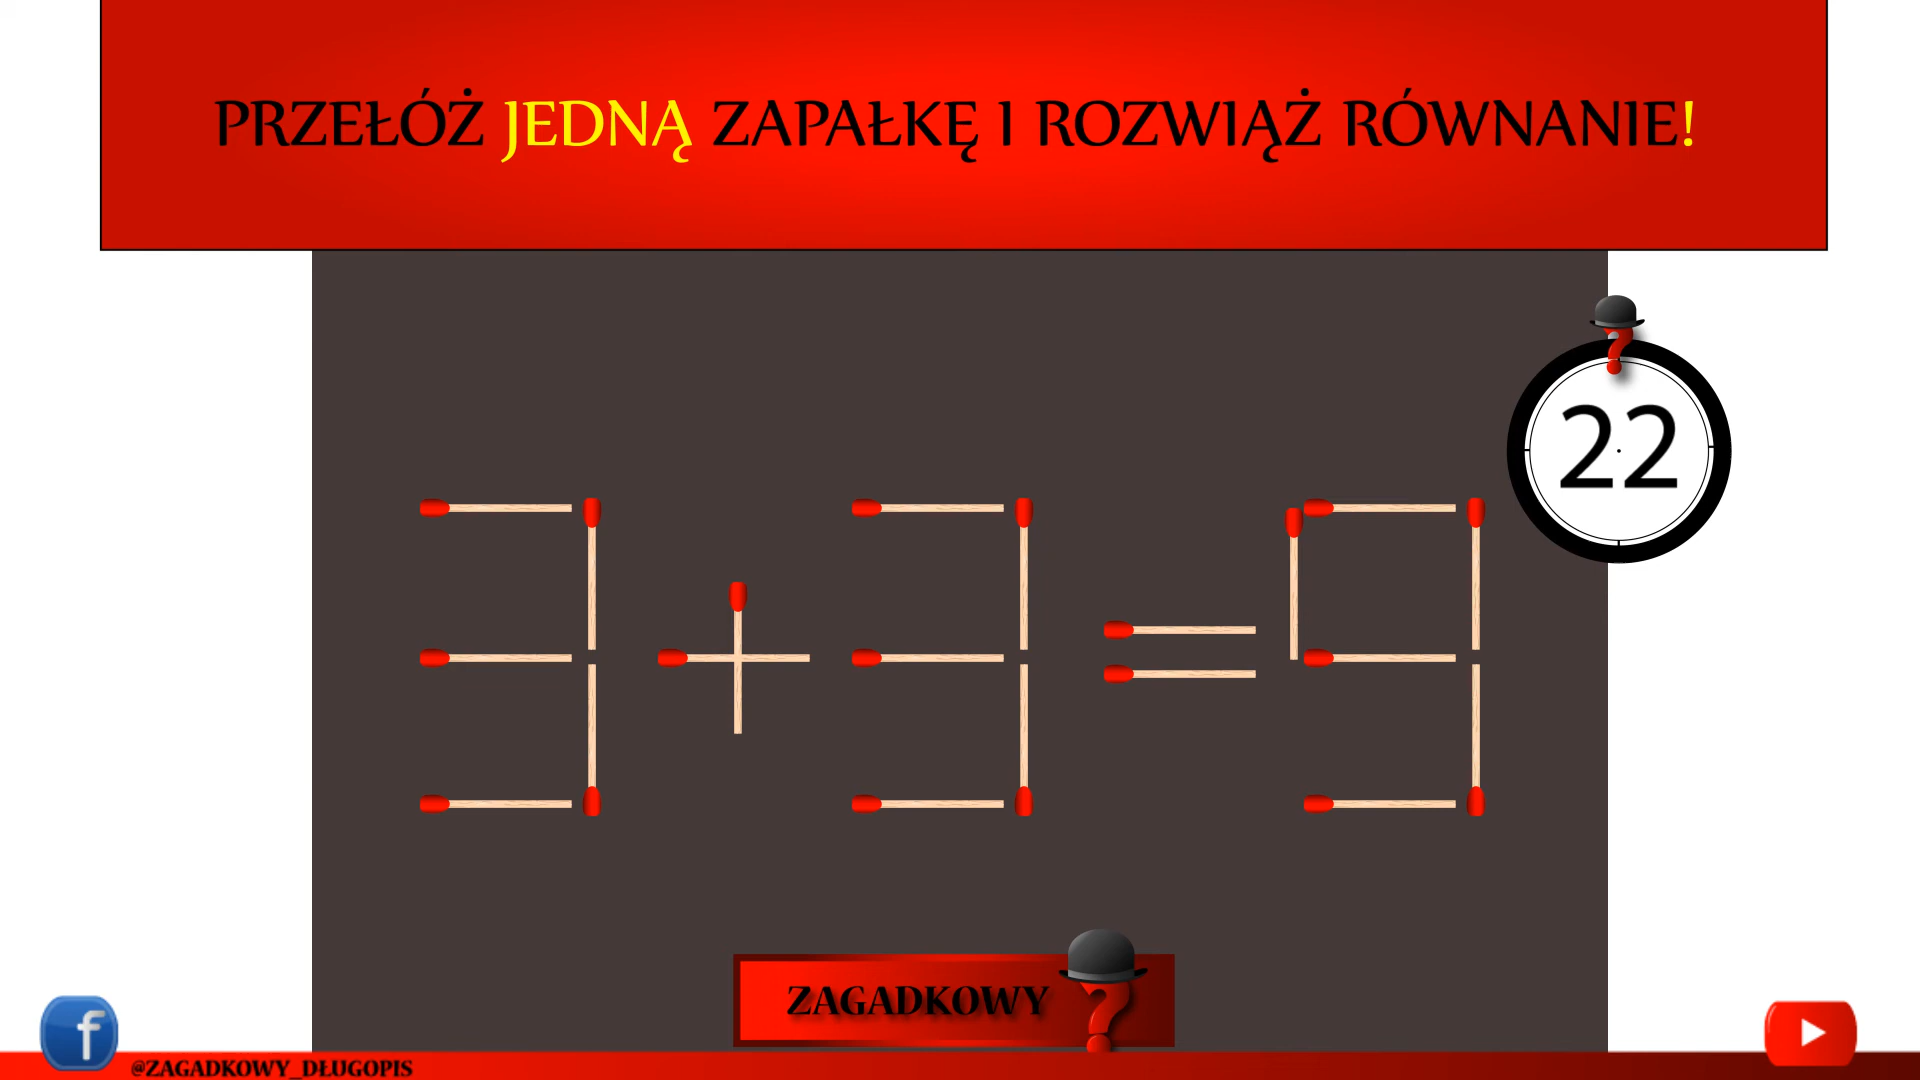 PRZEŁÓŻ JEDNĄ ZAPAŁKĘ I ROZWIĄŻ RÓWNANIE!
22
3+3=9
ZAGADKOWY
@ZAGADKOWY_DŁUGOPIS